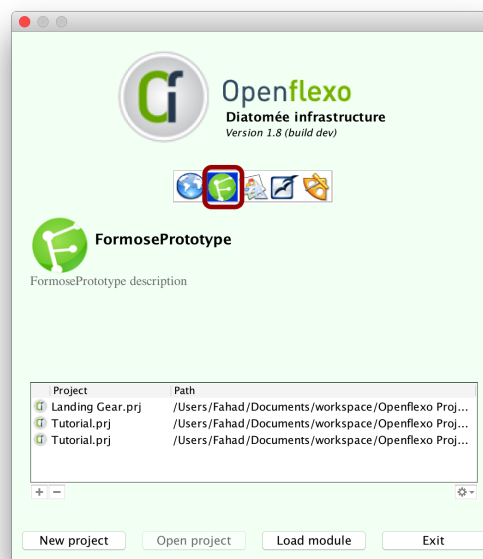 Openflexo
Diatomée infrastructure
Version 1.8 (build dev)
FormosePrototype
FormosePrototype description
Project Path
Landing Gear.prj /Users/Fahad/Documents/workspace/Openflexo Proj...
Tutorial.prj /Users/Fahad/Documents/workspace/Openflexo Proj...
Tutorial.prj /Users/Fahad/Documents/workspace/Openflexo Proj...
New project Open project Load module Exit